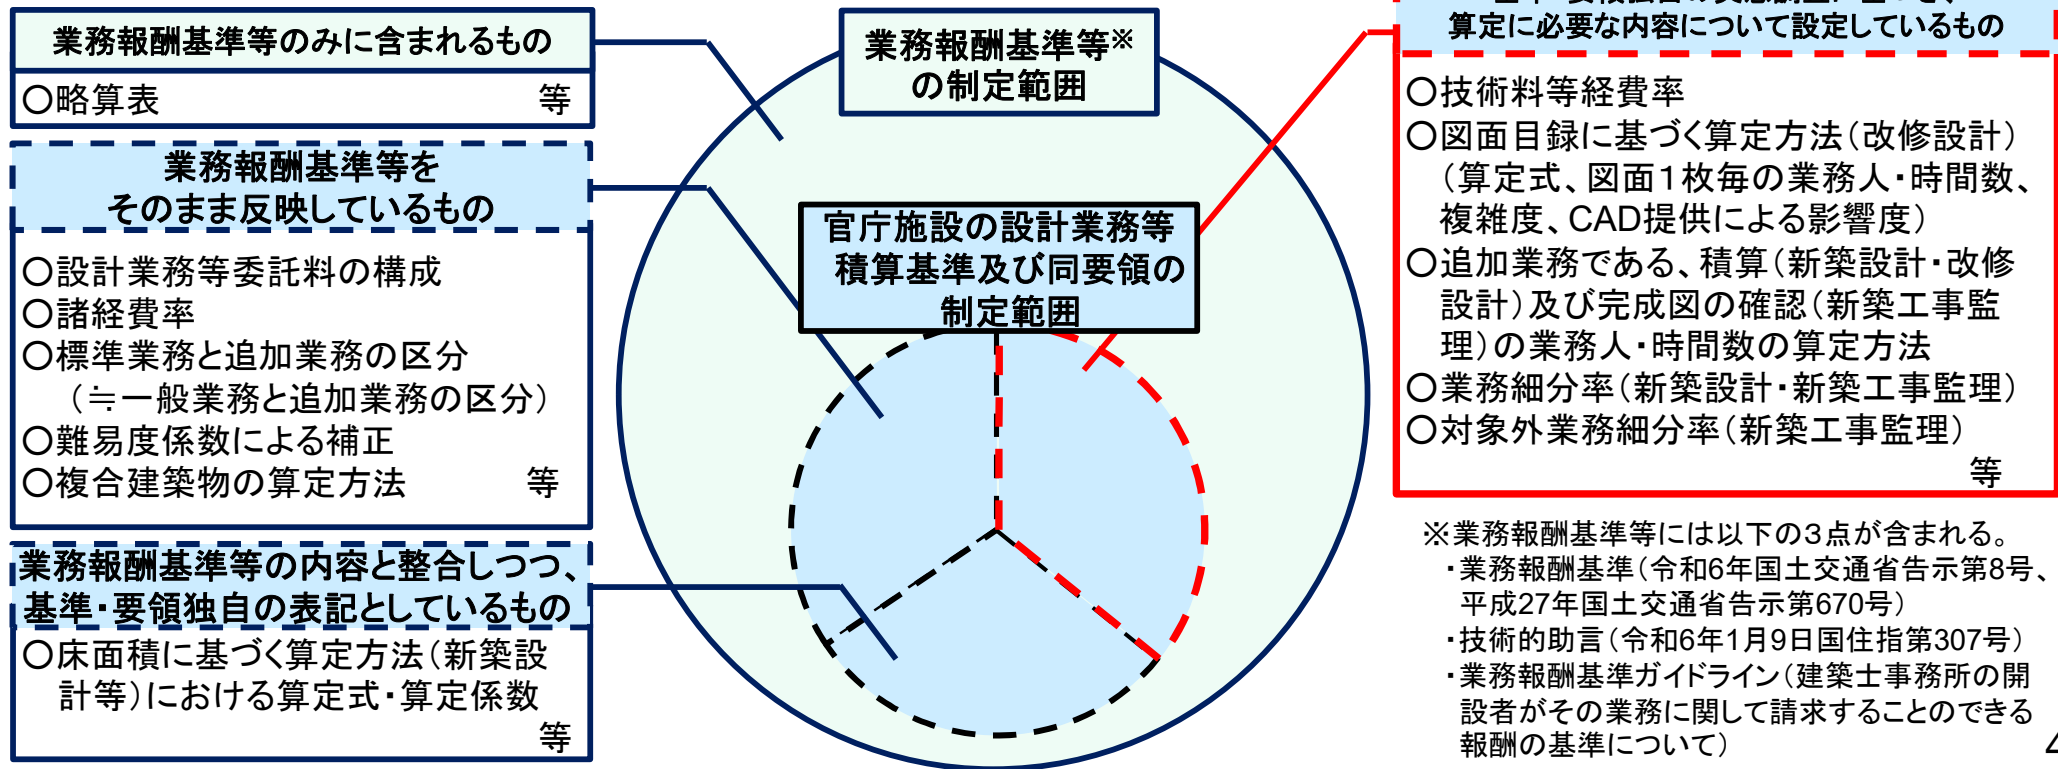 業務報酬基準等のみに含まれるもの
○略算表 等
業務報酬基準等を
そのまま反映しているもの
○設計業務等委託料の構成
○諸経費率
○標準業務と追加業務の区分
（≒一般業務と追加業務の区分）
○難易度係数による補正
○複合建築物の算定方法 等
業務報酬基準等の内容と整合しつつ、
基準・要領独自の表記としているもの
○床面積に基づく算定方法（新築設
計等）における算定式・算定係数
等
業務報酬基準等※
の制定範囲
官庁施設の設計業務等
積算基準及び同要領の
制定範囲
算定に必要な内容について設定しているもの
○技術料等経費率
○図面目録に基づく算定方法（改修設計）
（算定式、図面１枚毎の業務人・時間数、
複雑度、CAD提供による影響度）
○追加業務である、積算（新築設計・改修
設計）及び完成図の確認（新築工事監
理）の業務人・時間数の算定方法
○業務細分率（新築設計・新築工事監理）
○対象外業務細分率（新築工事監理）
等
※業務報酬基準等には以下の３点が含まれる。
・業務報酬基準（令和6年国土交通省告示第8号、
平成27年国土交通省告示第670号）
・技術的助言（令和6年1月9日国住指第307号）
・業務報酬基準ガイドライン（建築士事務所の開
設者がその業務に関して請求することのできる
報酬の基準について）